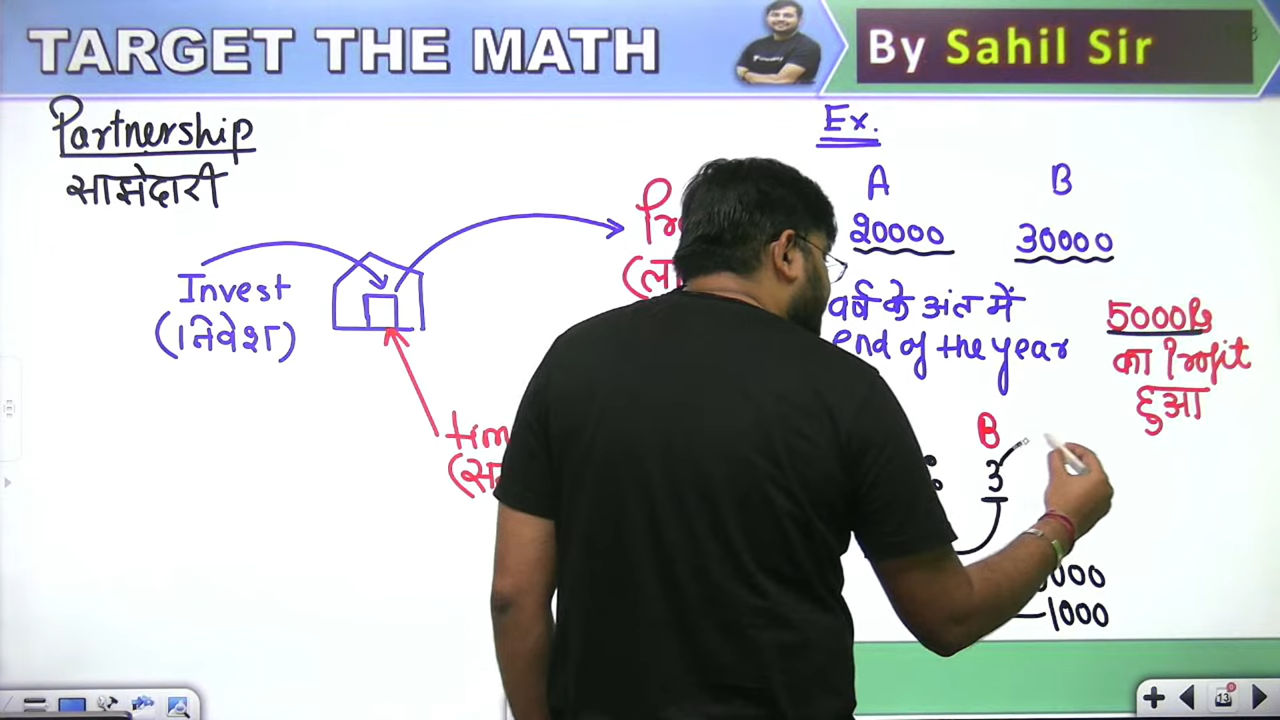 TARGET THE MATH
By Sahil Sir
Partnership
साझेदारी
Invest
(निवेश)
Ex.
A B
20000 30000
वर्ष के अंत में
end of the year
5000₹
का Profit
हुआ
B
3
1000